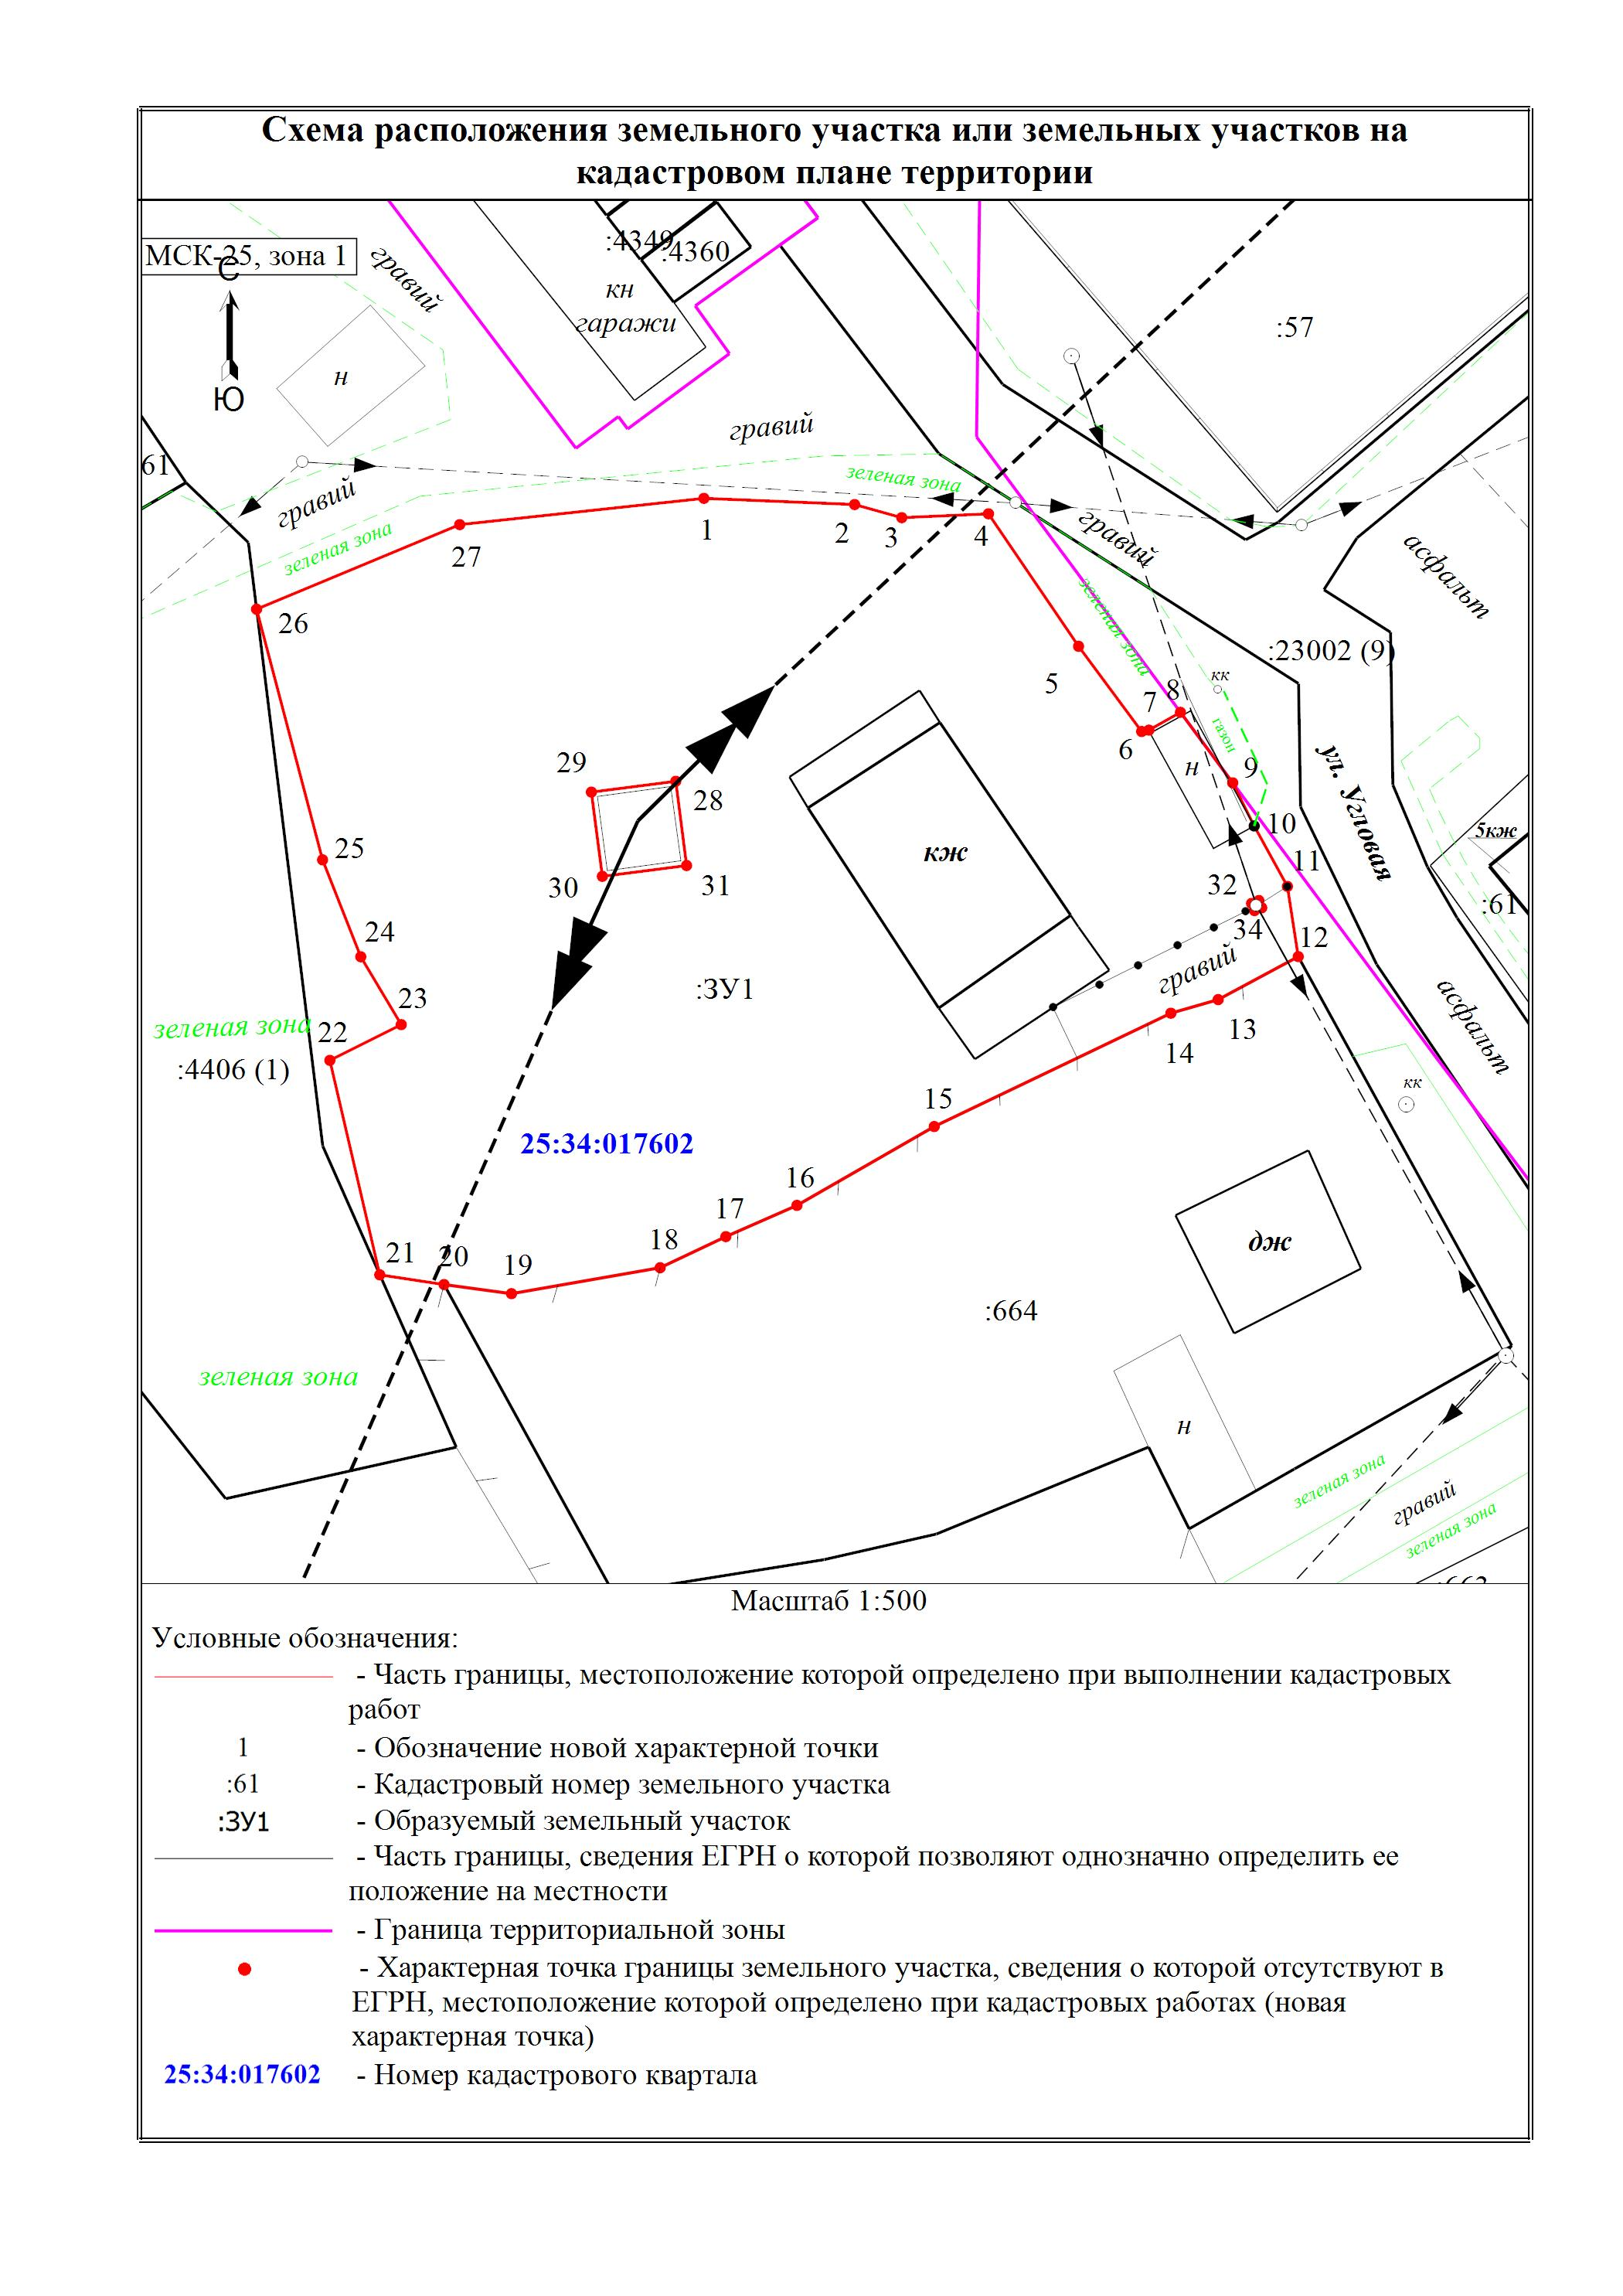 Схема расположения земельного участка или земельных участков на
кадастровом плане территории
МСК-25, зона 1
С
Ю
гравий
:4349
:4360
кн
гаражи
:57
н
гравий
61
гравий
зеленая зона
зеленая зона
гравий
асфальт
1
2
3
4
27
26
зеленая зона
:23002 (9)
кк
5
8
7
6
газон
н
9
ул. Угловая
29
28
10
5кж
25
кж
11
30
31
32
:61
34
24
12
гравий
:ЗУ1
асфальт
23
зеленая зона
22
13
14
:4406 (1)
кк
15
25:34:017602
16
17
18
дж
21
20
19
:664
зеленая зона
н
зеленая зона
гравий
зеленая зона
Масштаб 1:500
Условные обозначения:
- Часть границы, местоположение которой определено при выполнении кадастровых
работ
1 - Обозначение новой характерной точки
:61 - Кадастровый номер земельного участка
:ЗУ1 - Образуемый земельный участок
- Часть границы, сведения ЕГРН о которой позволяют однозначно определить ее
положение на местности
- Граница территориальной зоны
- Характерная точка границы земельного участка, сведения о которой отсутствуют в
ЕГРН, местоположение которой определено при кадастровых работах (новая
характерная точка)
25:34:017602 - Номер кадастрового квартала